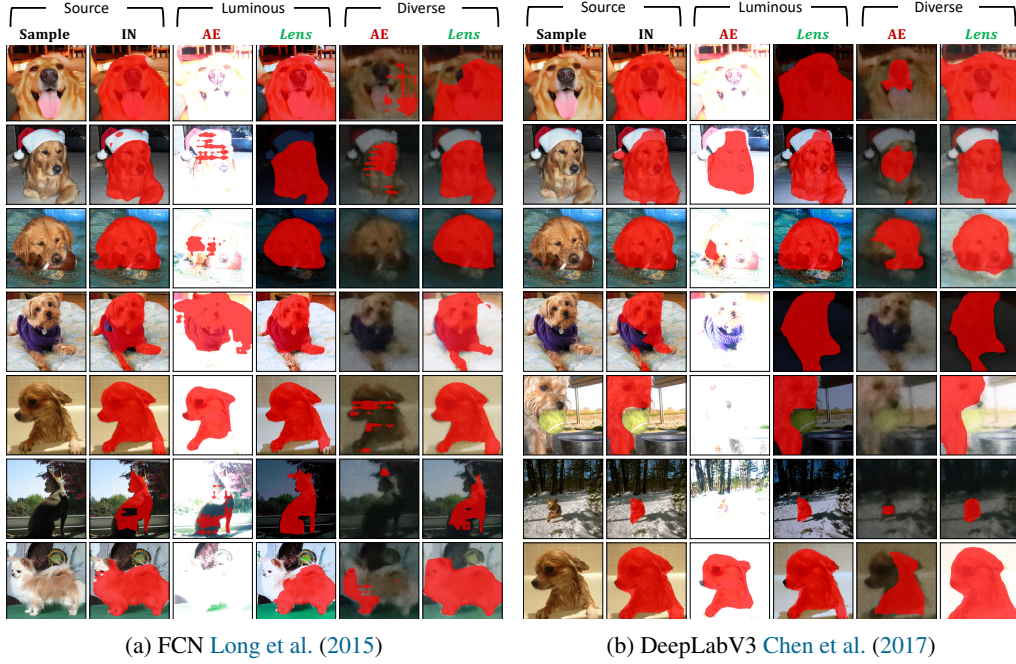 Source Luminous Diverse Source Luminous Diverse
Sample IN AE Lens AE Lens Sample IN AE Lens AE Lens
(a) FCN Long et al. (2015) (b) DeepLabV3 Chen et al. (2017)